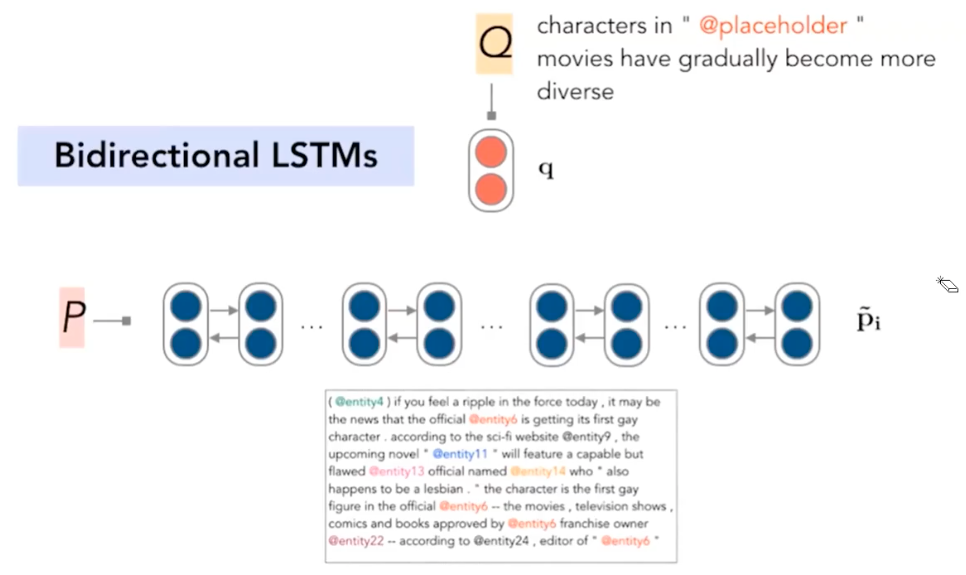 Q
characters in " @placeholder "
movies have gradually become more
diverse
Bidirectional LSTMs
q
P
... ... ...
p̃i
( @entity4 ) if you feel a ripple in the force today , it may be
the news that the official @entity6 is getting its first gay
character . according to the sci-fi website @entity9 , the
upcoming novel " @entity11 " will feature a capable but
flawed @entity13 official named @entity14 who " also
happens to be a lesbian . " the character is the first gay
figure in the official @entity6 -- the movies , television shows ,
comics and books approved by @entity6 franchise owner
@entity22 -- according to @entity24 , editor of " @entity6 "